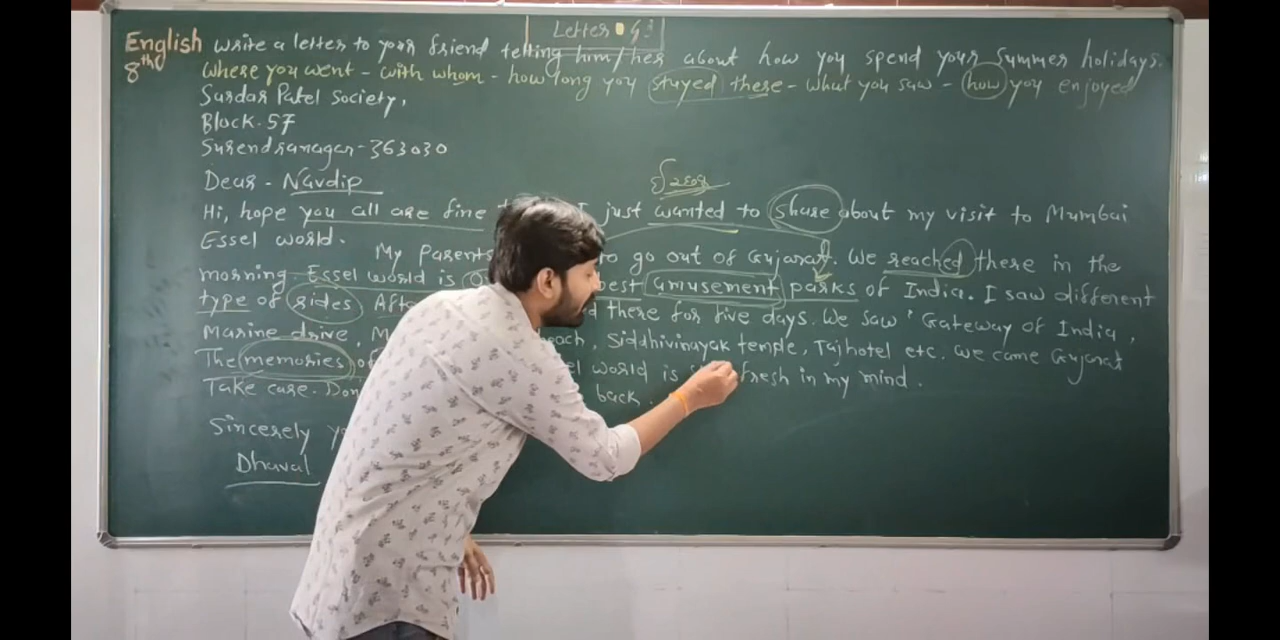 Letter 4:
English write a letter to your friend telling him/her about how you spend your Summer holidays.
8th where you went - with whom - how long you stayed there - what you saw - how you enjoyed
Sardar Patel Society,
Block-57
Surendranagar-363030
Dear - Navdip
Hi, hope you all are fine I just wanted to share about my visit to Mumbai
Essel world.
My Parents to go out of Gujarat. We reached there in the
morning. Essel world is best amusement parks of India. I saw different
type of rides. there for five days. We saw 'Gateway of India,
Marine drive, beach, Siddhivinayak temple, Taj hotel etc. We came Gujarat
The memories world is fresh in my mind.
Take care. back.
Sincerely
Dhaval